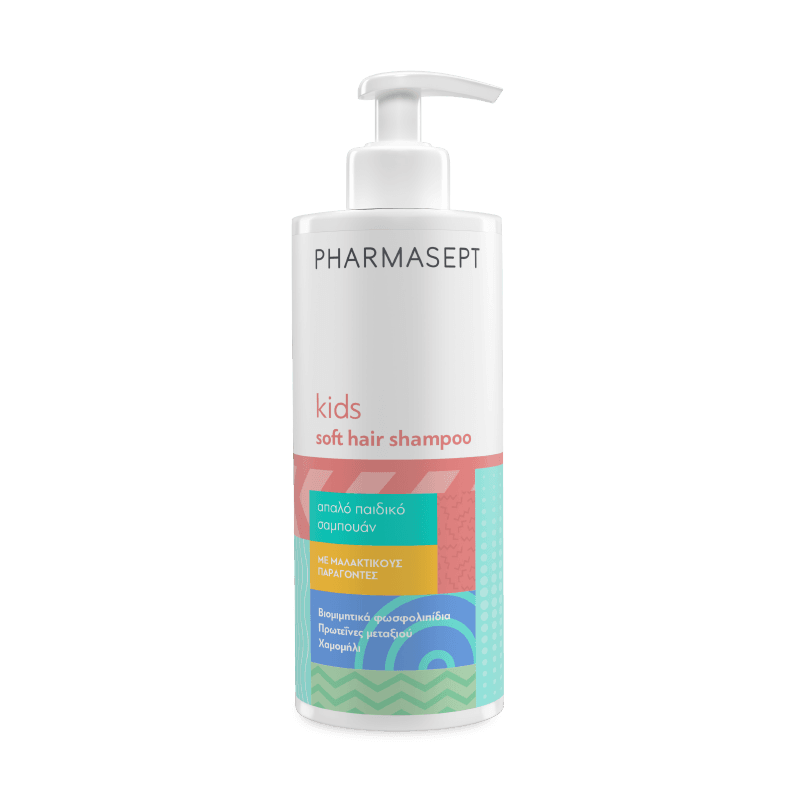 PHARMASEPT
kids
soft hair shampoo
απαλό παιδικό
σαμπουάν
ΜΕ ΜΑΛΑΚΤΙΚΟΥΣ
ΠΑΡΑΓΟΝΤΕΣ
Βιομιμητικά φωσφολιπίδια
Πρωτεΐνες μεταξιού
Χαμομήλι